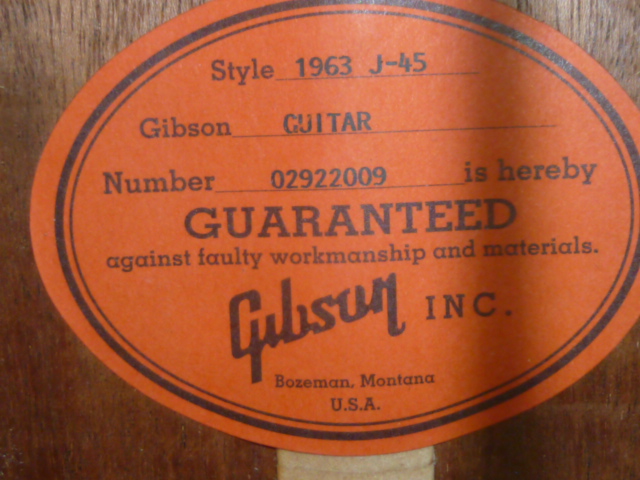 Style 1963 J-45
Gibson GUITAR
Number 02922009 is hereby
GUARANTEED
against faulty workmanship and materials.
Gibson INC.
Bozeman, Montana
U.S.A.